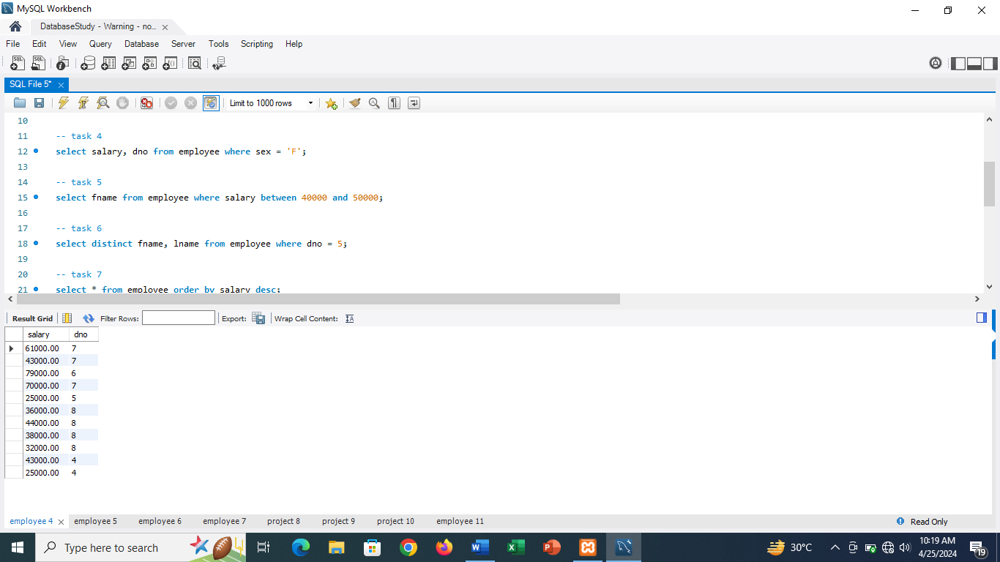 MySQL Workbench
DatabaseStudy - Warning - no...
File Edit View Query Database Server Tools Scripting Help
SQL File 5*
Limit to 1000 rows
10
11 -- task 4
12 select salary, dno from employee where sex = 'F';
13
14 -- task 5
15 select fname from employee where salary between 40000 and 50000;
16
17 -- task 6
18 select distinct fname, lname from employee where dno = 5;
19
20 -- task 7
21 select * from employee order by salary desc;
Result Grid Filter Rows: Export: Wrap Cell Content:
salary dno
61000.00 7
43000.00 7
79000.00 6
70000.00 7
25000.00 5
36000.00 8
44000.00 8
38000.00 8
32000.00 8
43000.00 4
25000.00 4
employee 4 employee 5 employee 6 employee 7 project 8 project 9 project 10 employee 11 Read Only
Type here to search 30°C 10:19 AM
4/25/2024 19